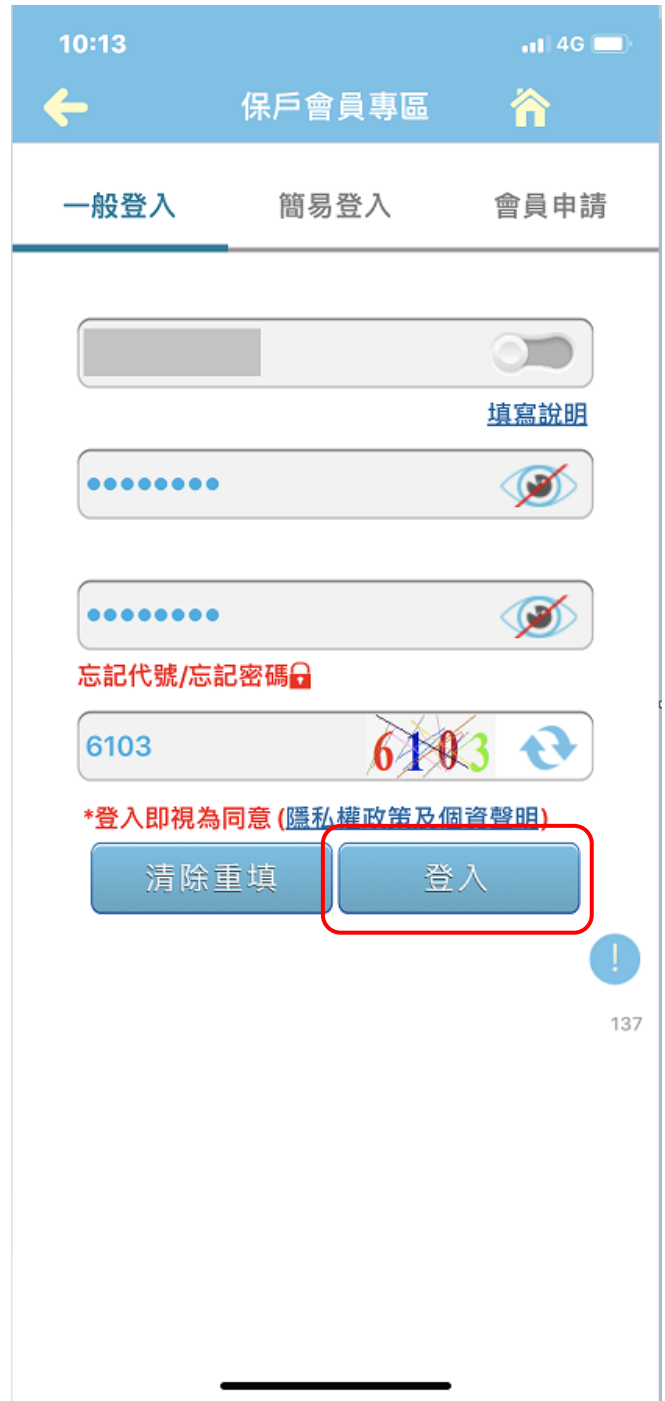 10:13 4G
保戶會員專區
一般登入 簡易登入 會員申請
填寫說明
忘記代號/忘記密碼
6103 6103
*登入即視為同意 (隱私權政策及個資聲明)
清除重填 登入
!
137